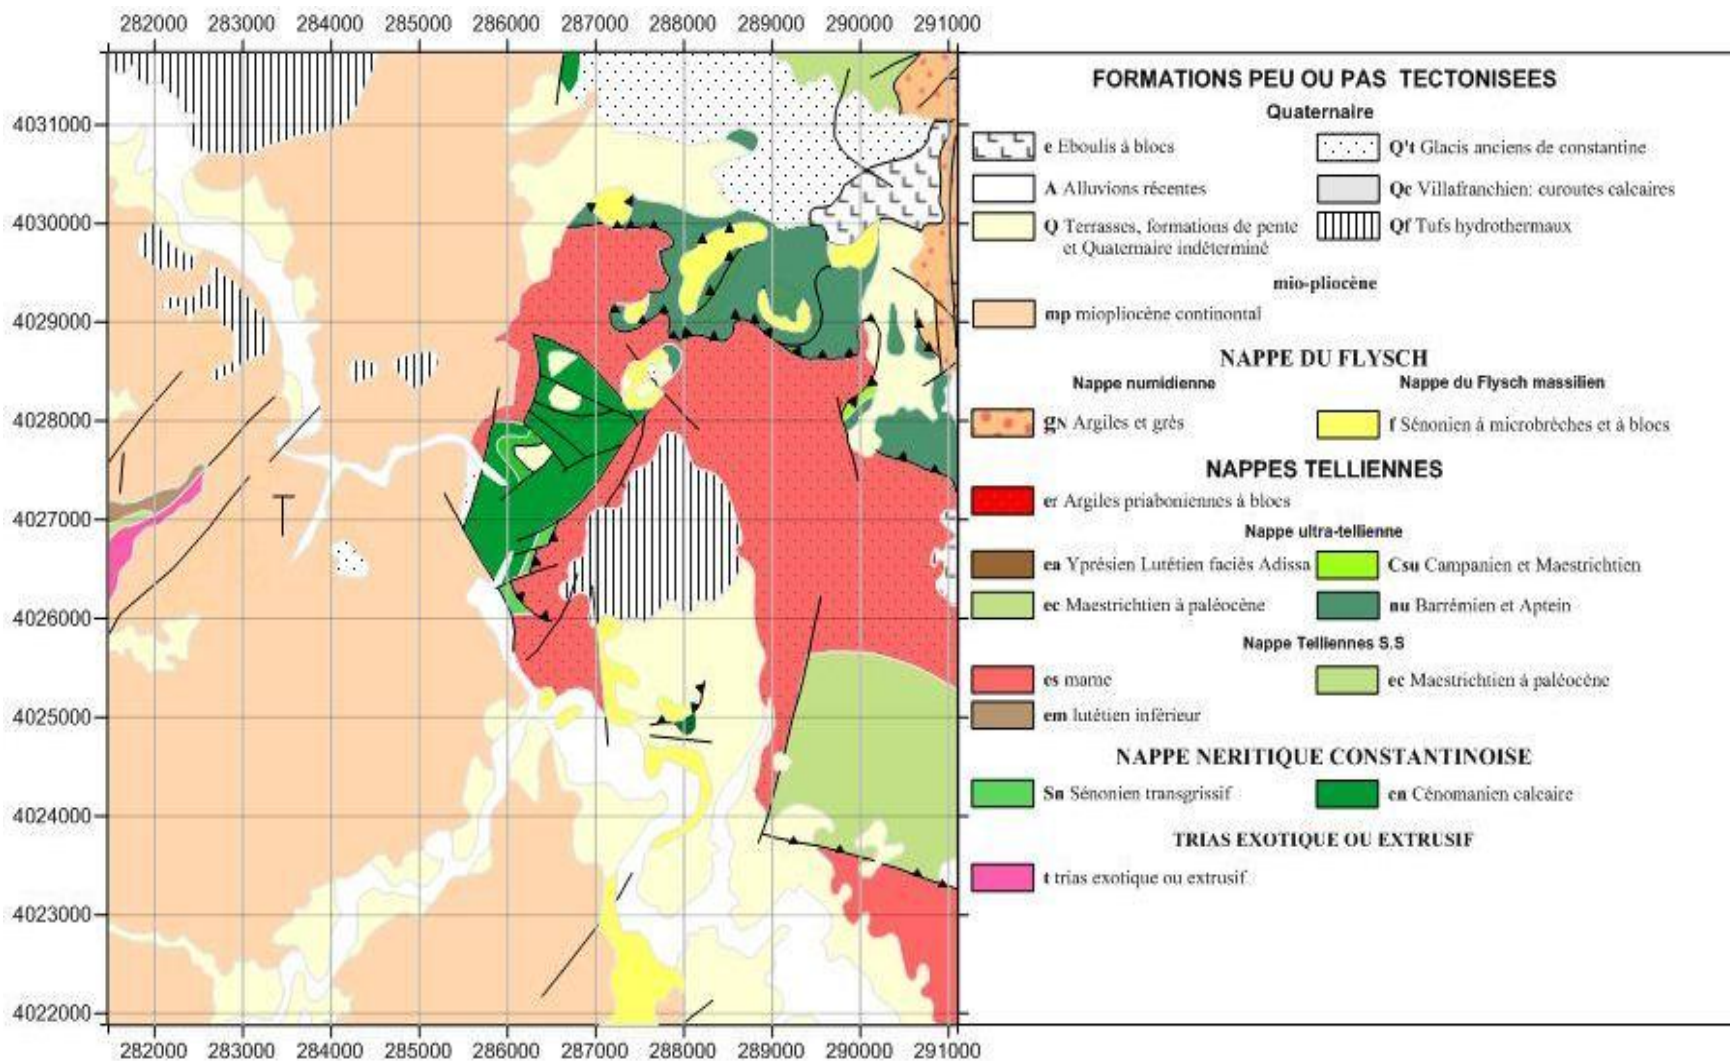 282000 283000 284000 285000 286000 287000 288000 289000 290000 291000
4031000
4030000
4029000
4028000
4027000
4026000
4025000
4024000
4023000
4022000
282000 283000 284000 285000 286000 287000 288000 289000 290000 291000
FORMATIONS PEU OU PAS TECTONISEES
Quaternaire
e Eboulis à blocs
Q't Glacis anciens de constantine
A Alluvions récentes
Qc Villafranchien: curoutes calcaires
Q Terrasses, formations de pente
et Quaternaire indéterminé
Qf Tufs hydrothermaux
mio-pliocène
mp miopliocène continontal
NAPPE DU FLYSCH
Nappe numidienne
Nappe du Flysch massilien
gN Argiles et grès
f Sénonien à microbrèches et à blocs
NAPPES TELLIENNES
er Argiles priaboniennes à blocs
Nappe ultra-tellienne
ea Yprésien Lutétien faciès Adissa
Csu Campanien et Maestrichtien
ec Maestrichtien à paléocène
nu Barrémien et Aptein
Nappe Telliennes S.S
es marne
ec Maestrichtien à paléocène
em lutétien inférieur
NAPPE NERITIQUE CONSTANTINOISE
Sn Sénonien transgrissif
cn Cénomanien calcaire
TRIAS EXOTIQUE OU EXTRUSIF
t trias exotique ou extrusif